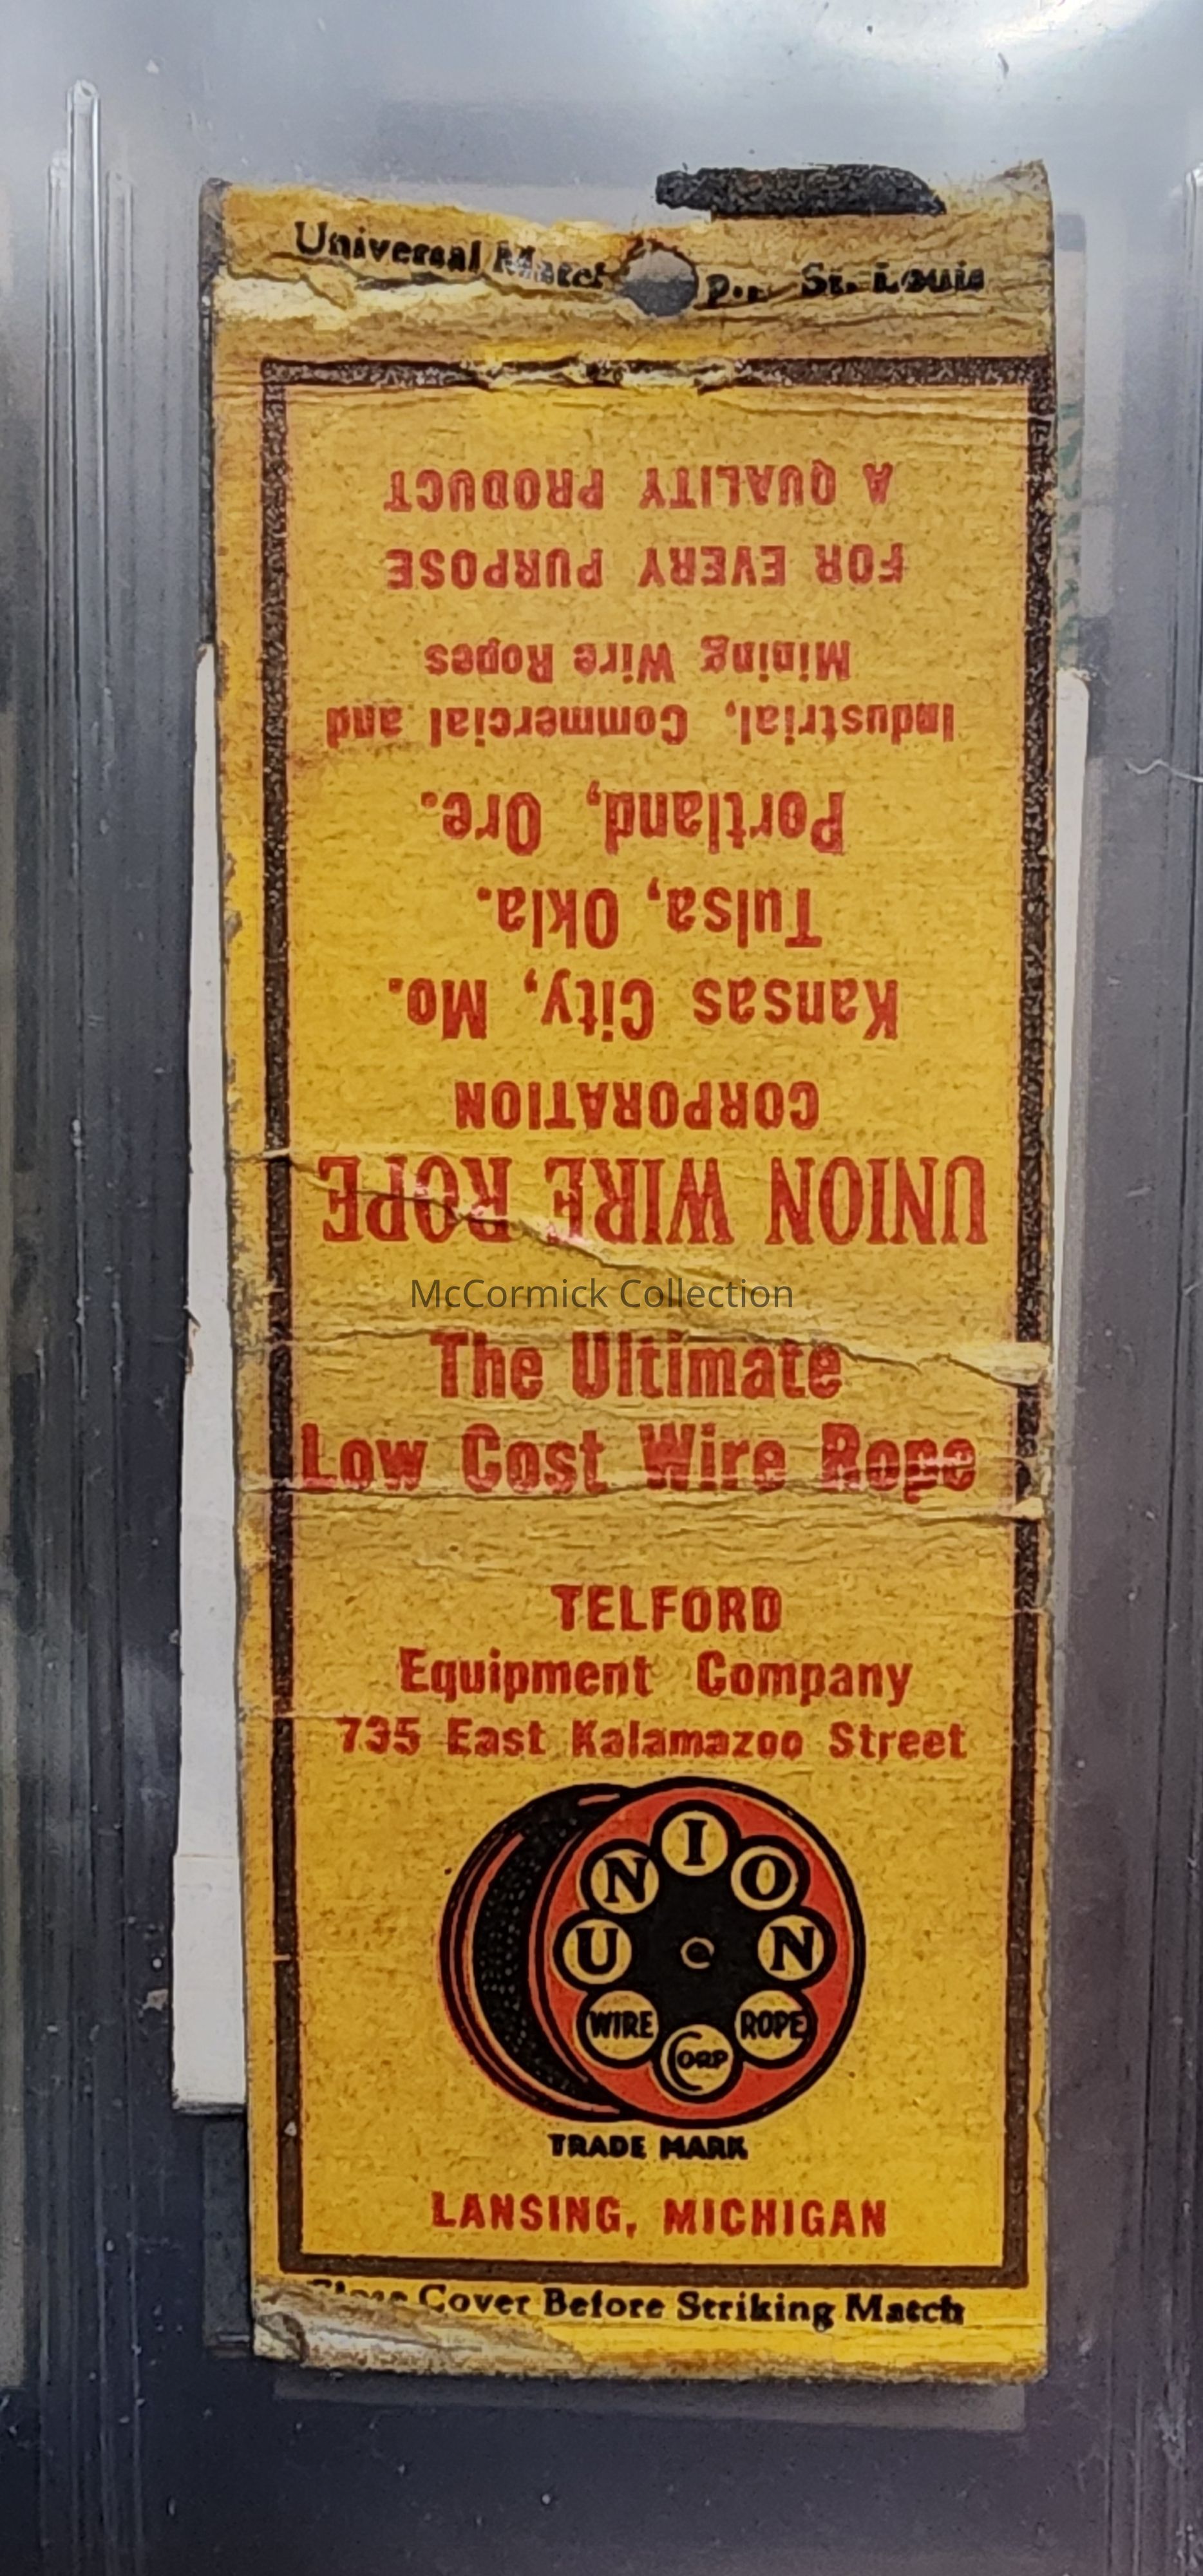 Universal St. Louis
UNION WIRE ROPE
CORPORATION
Kansas City, Mo.
Tulsa, Okla.
Portland, Ore.
Industrial, Commercial and
Mining Wire Ropes
FOR EVERY PURPOSE
A QUALITY PRODUCT
McCormick Collection
The Ultimate
Low Cost Wire Rope
TELFORD
Equipment Company
735 East Kalamazoo Street
UNION
WIRE ROPE
CORP
TRADE MARK
LANSING, MICHIGAN
Cover Before Striking Match